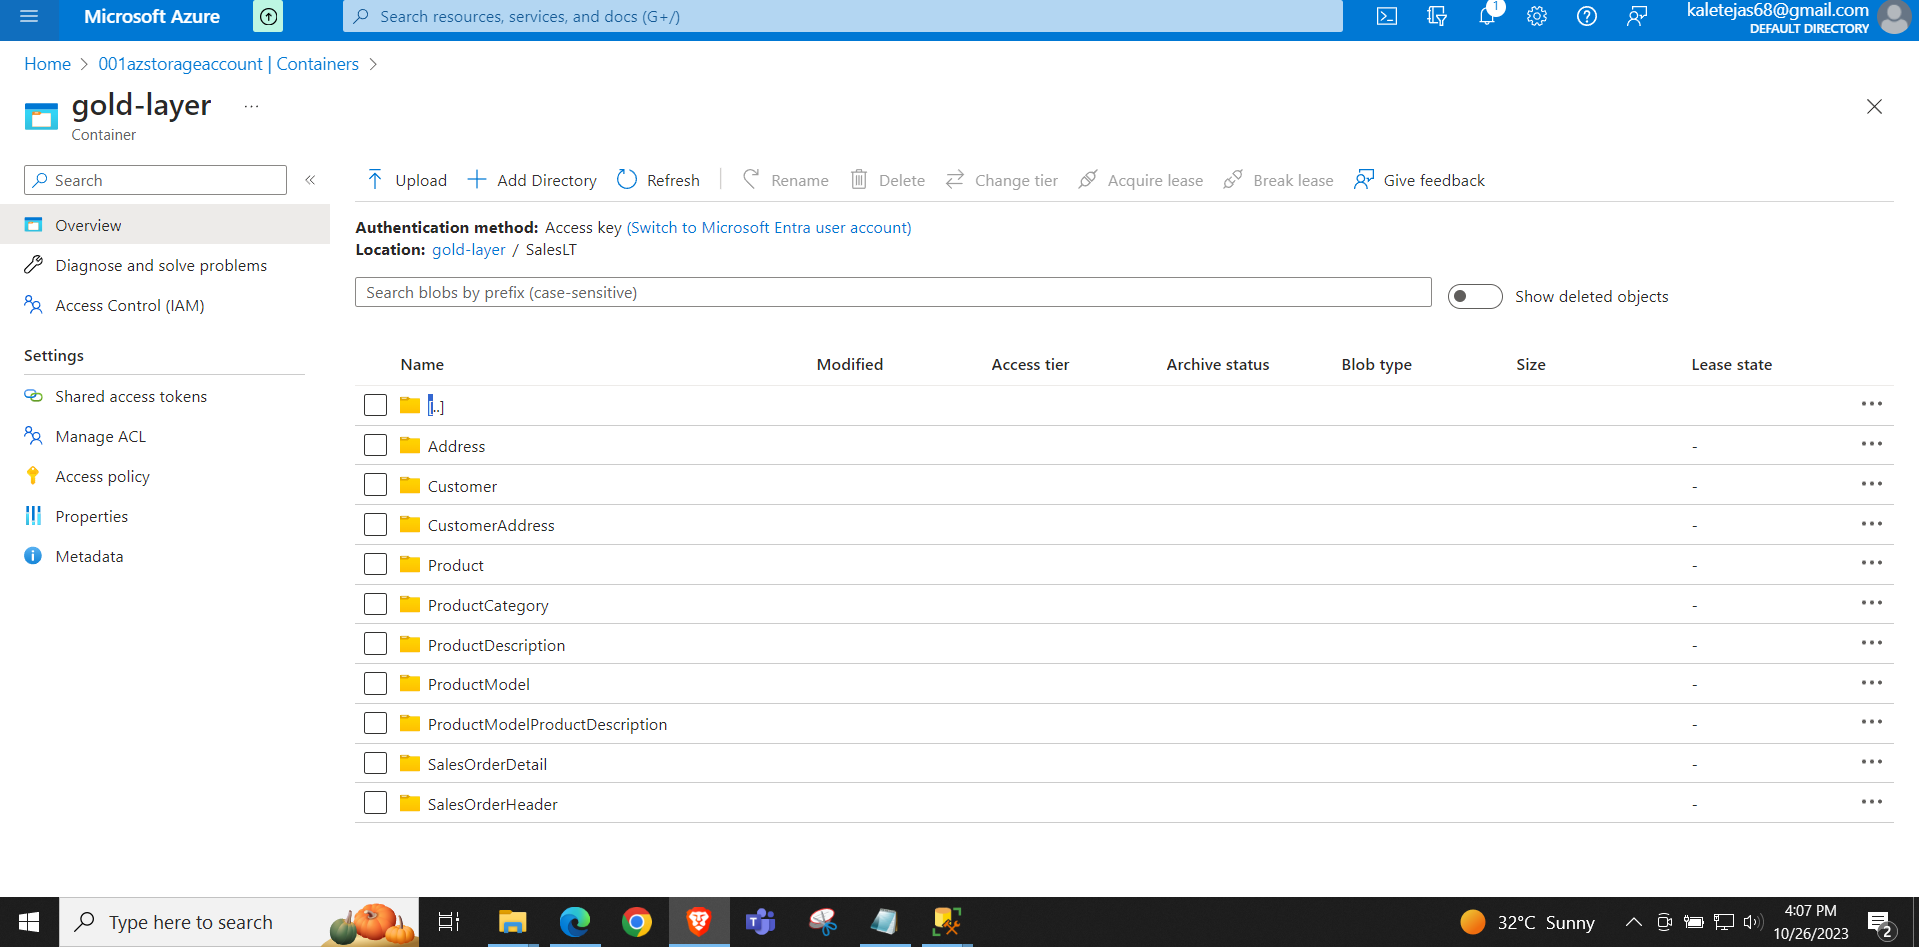 Microsoft Azure
Search resources, services, and docs (G+/)
1
kaletejas68@gmail.com
DEFAULT DIRECTORY
Home > 001azstorageaccount | Containers >
gold-layer ...
Container
Search «
Upload Add Directory Refresh Rename Delete Change tier Acquire lease Break lease Give feedback
Overview
Diagnose and solve problems
Access Control (IAM)
Settings
Shared access tokens
Manage ACL
Access policy
Properties
Metadata
Authentication method: Access key (Switch to Microsoft Entra user account)
Location: gold-layer / SalesLT
Search blobs by prefix (case-sensitive)
Show deleted objects
Name Modified Access tier Archive status Blob type Size Lease state
[..]
Address -
Customer -
CustomerAddress -
Product -
ProductCategory -
ProductDescription -
ProductModel -
ProductModelProductDescription -
SalesOrderDetail -
SalesOrderHeader -
Type here to search
32°C Sunny
4:07 PM
10/26/2023
2